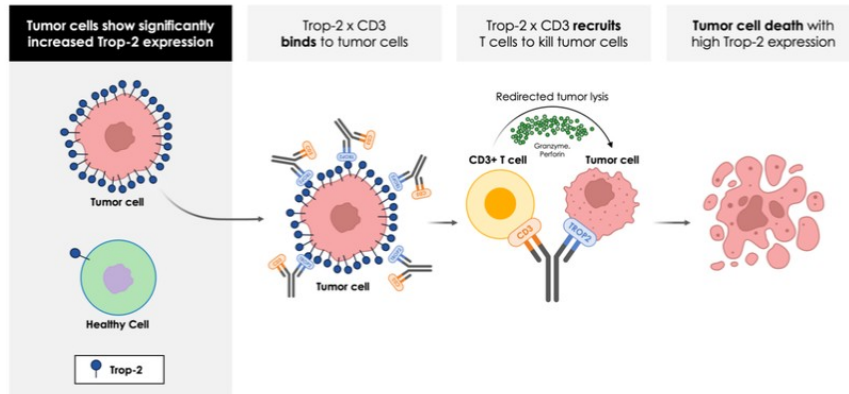 Tumor cells show significantly
increased Trop-2 expression
Trop-2 x CD3
binds to tumor cells
Trop-2 x CD3 recruits
T cells to kill tumor cells
Tumor cell death with
high Trop-2 expression
Tumor cell
Healthy Cell
Trop-2
Tumor cell
Redirected tumor lysis
Granzyme,
Perforin
CD3+ T cell
Tumor cell
CD3
TROP2